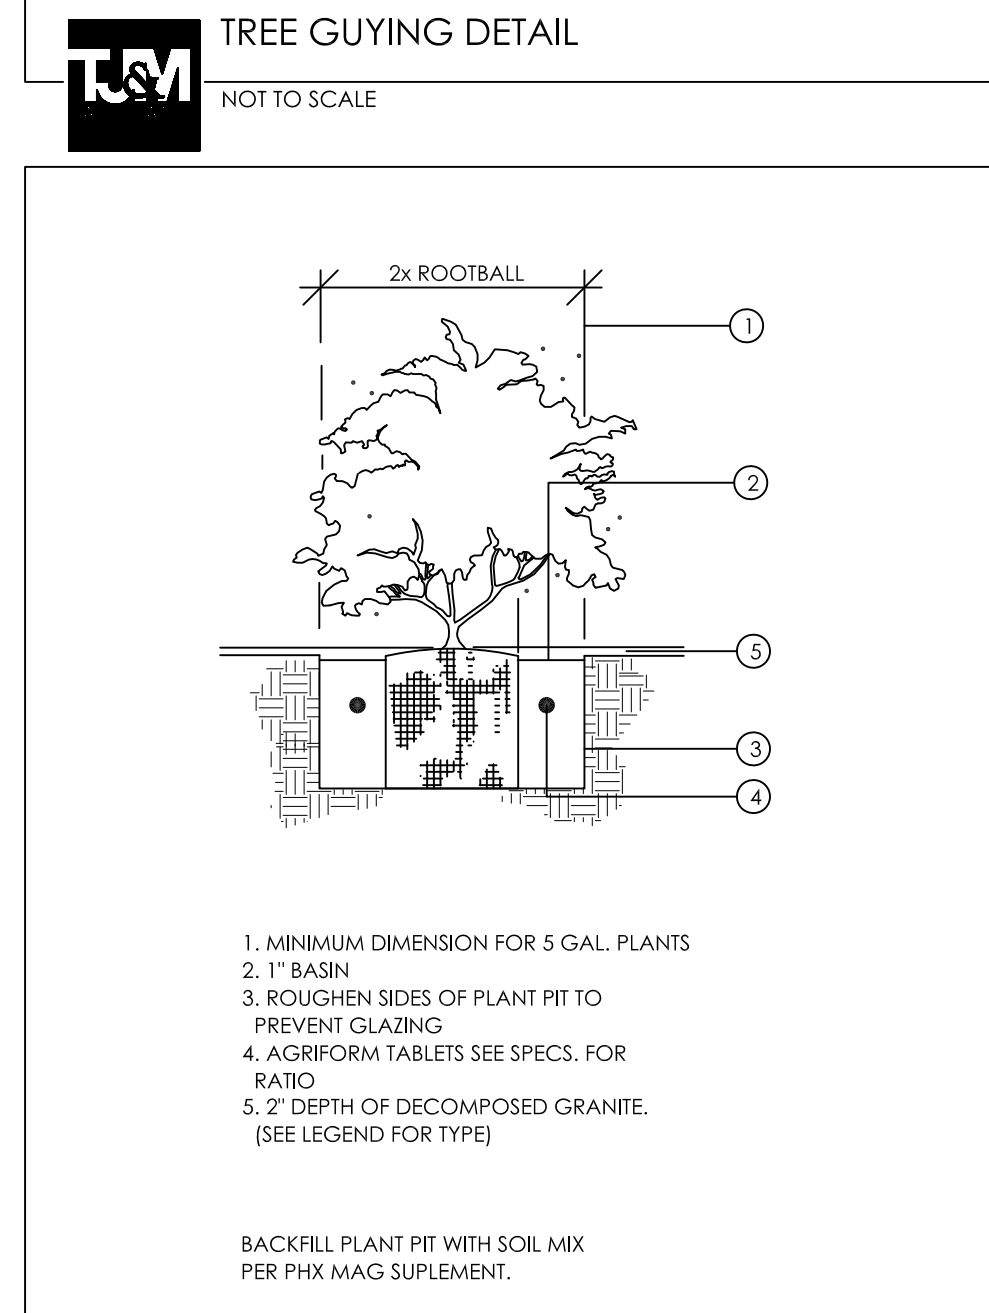 TREE GUYING DETAIL
TJ&M
NOT TO SCALE
2x ROOTBALL
1
2
5
3
4
1. MINIMUM DIMENSION FOR 5 GAL. PLANTS
2. 1" BASIN
3. ROUGHEN SIDES OF PLANT PIT TO
PREVENT GLAZING
4. AGRIFORM TABLETS SEE SPECS. FOR
RATIO
5. 2" DEPTH OF DECOMPOSED GRANITE.
(SEE LEGEND FOR TYPE)
BACKFILL PLANT PIT WITH SOIL MIX
PER PHX MAG SUPLEMENT.